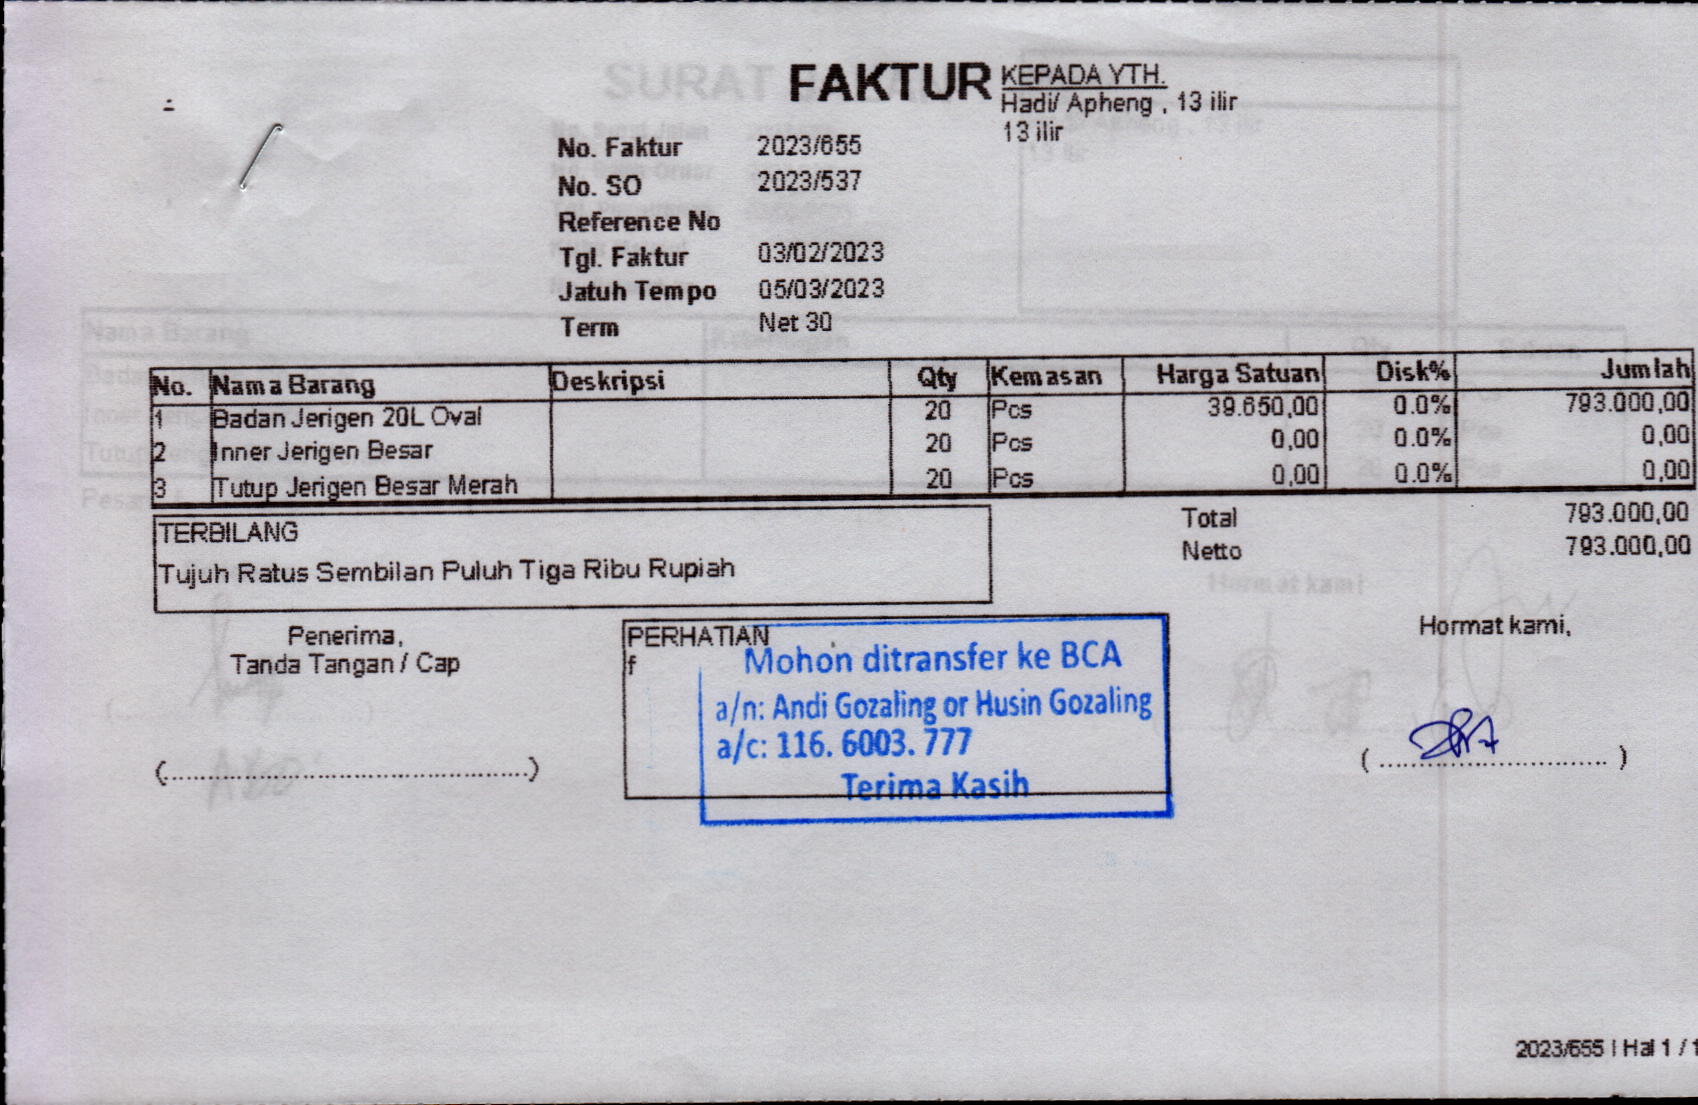 FAKTUR
KEPADA YTH.
Hadi/ Apheng , 13 ilir
13 ilir
No. Faktur 2023/655
No. SO 2023/537
Reference No
Tgl. Faktur 03/02/2023
Jatuh Tempo 05/03/2023
Term Net 30
No. Nama Barang Deskripsi Qty Kemasan Harga Satuan Disk% Jumlah
1 Badan Jerigen 20L Oval 20 Pcs 39.650,00 0.0% 793.000,00
2 Inner Jerigen Besar 20 Pcs 0,00 0.0% 0,00
3 Tutup Jerigen Besar Merah 20 Pcs 0,00 0.0% 0,00
TERBILANG
Tujuh Ratus Sembilan Puluh Tiga Ribu Rupiah
Total 793.000,00
Netto 793.000,00
Penerima,
Tanda Tangan / Cap
(................................................)
PERHATIAN
f
Mohon ditransfer ke BCA
a/n: Andi Gozaling or Husin Gozaling
a/c: 116. 6003. 777
Terima Kasih
Hormat kami,
( ............................... )
2023/655 | Hal 1 / 1